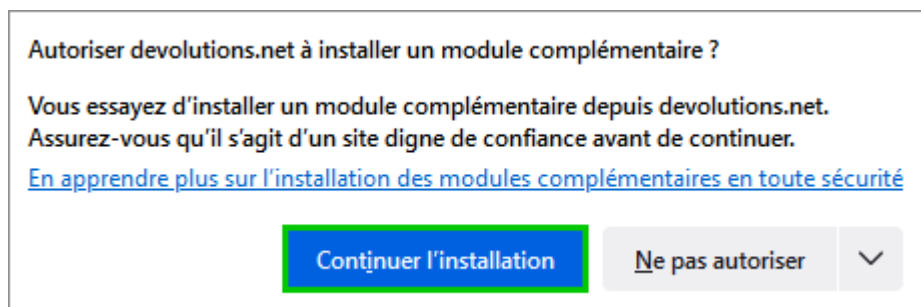 Autoriser devolutions.net à installer un module complémentaire ?
Vous essayez d’installer un module complémentaire depuis devolutions.net.
Assurez-vous qu’il s’agit d’un site digne de confiance avant de continuer.
En apprendre plus sur l’installation des modules complémentaires en toute sécurité
Continuer l’installation Ne pas autoriser